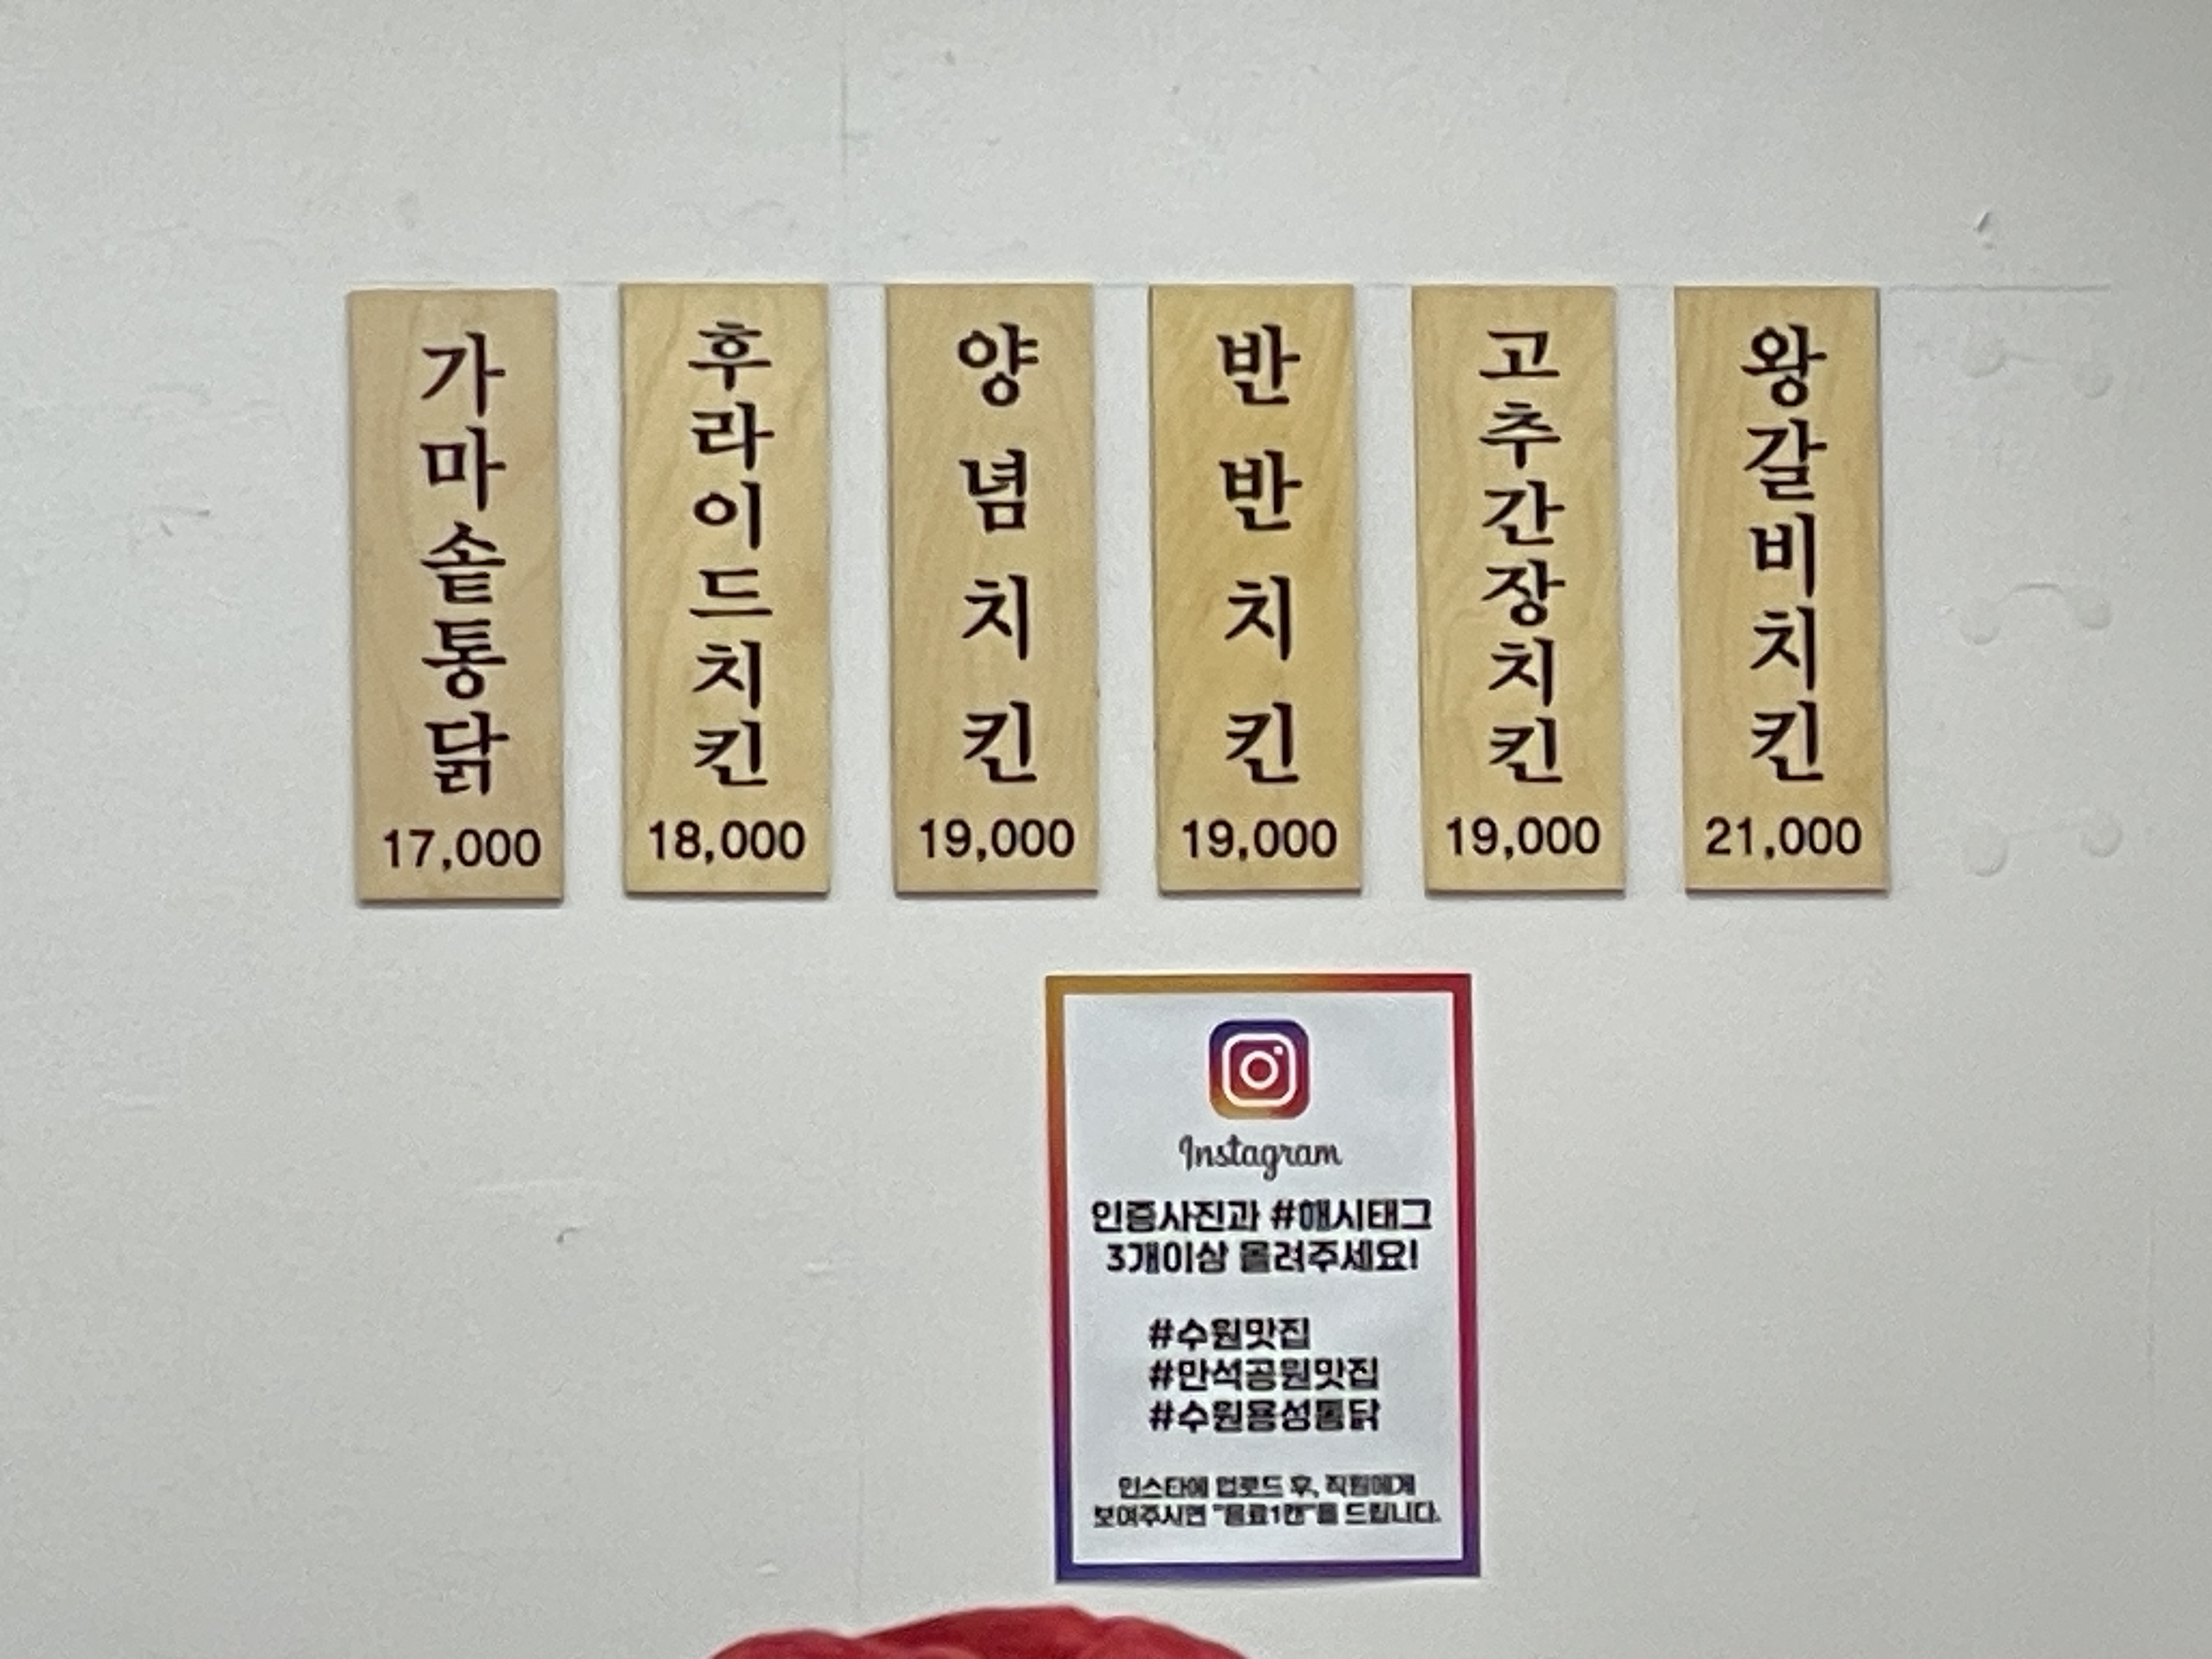 가마솥통닭
17,000
후라이드치킨
18,000
양념치킨
19,000
반반치킨
19,000
고추간장치킨
19,000
왕갈비치킨
21,000
Instagram
인증사진과 #해시태그
3개이상 올려주세요!
#수원맛집
#만석공원맛집
#수원용성통닭
인스타에 업로드 후, 직원에게
보여주시면 "음료1캔"을 드립니다.